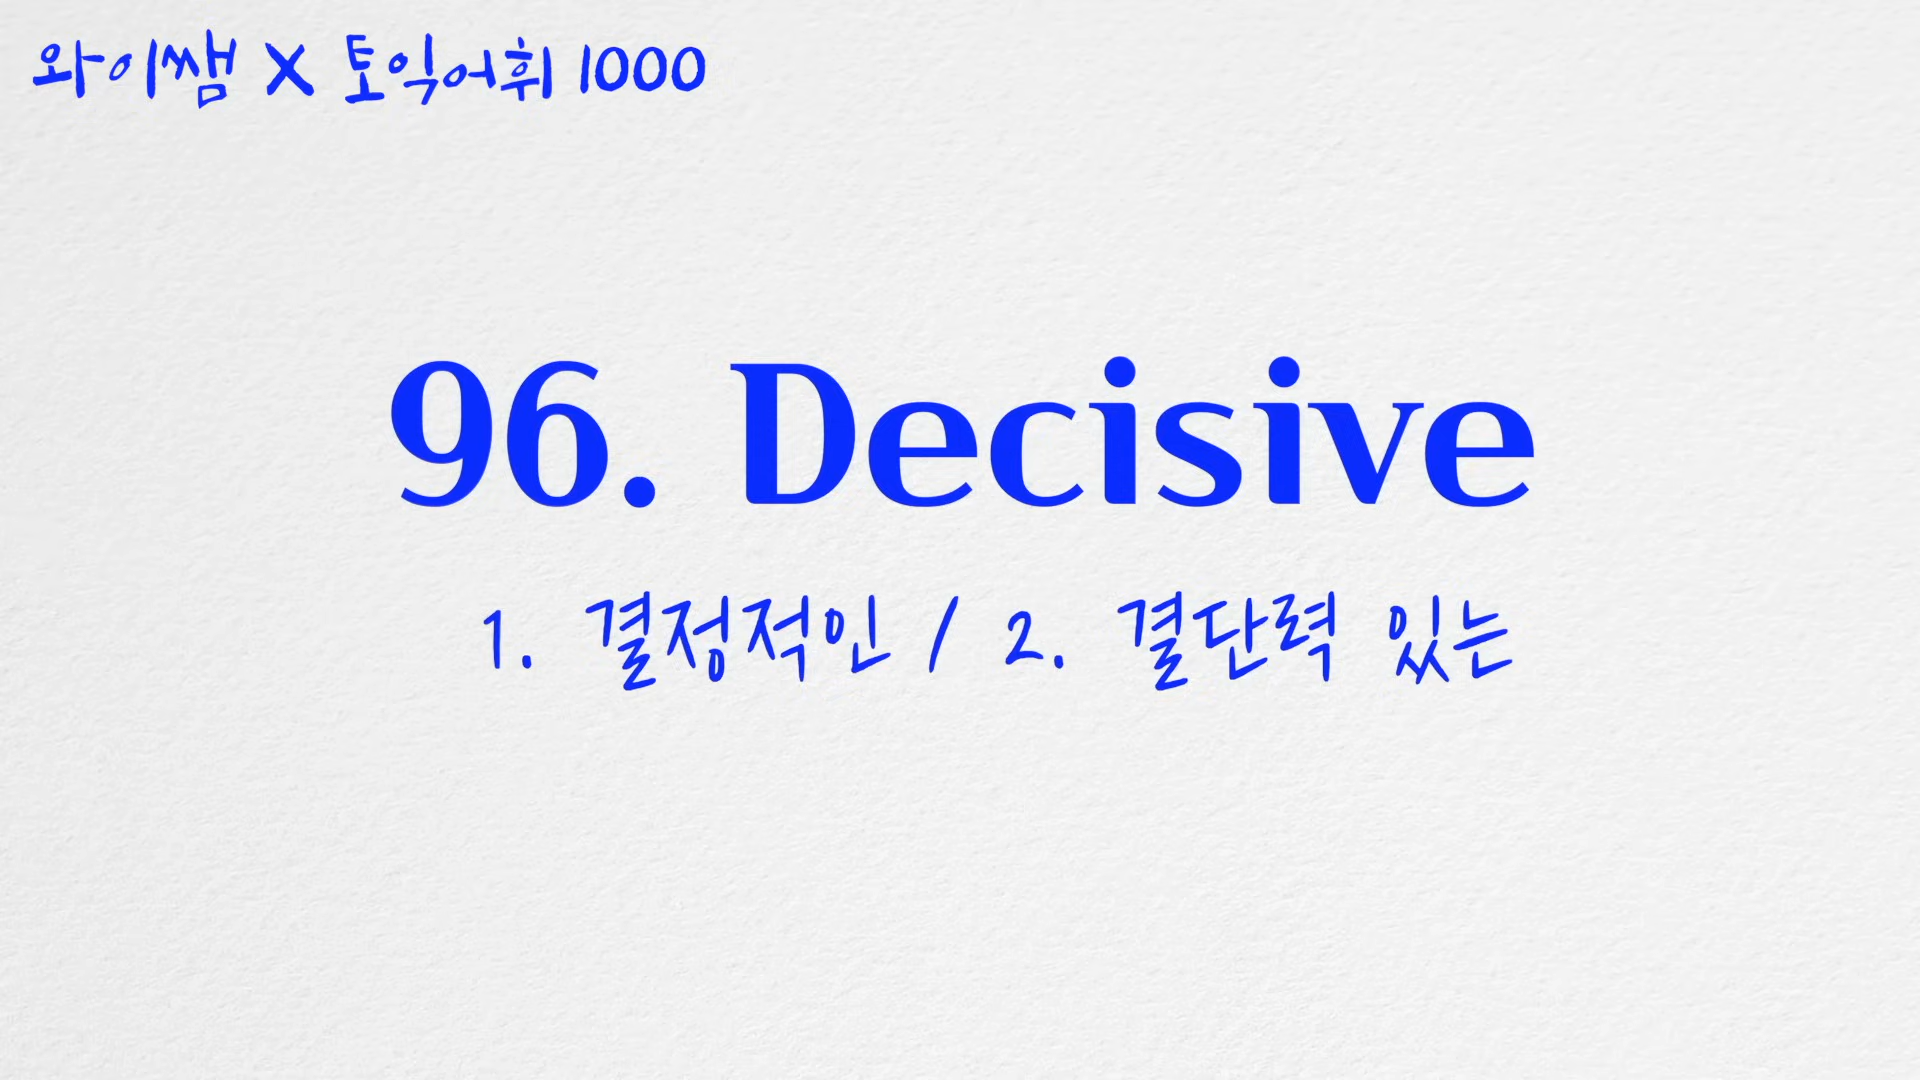 와이쌤 X 토익어휘 1000
96. Decisive
1. 결정적인 / 2. 결단력 있는